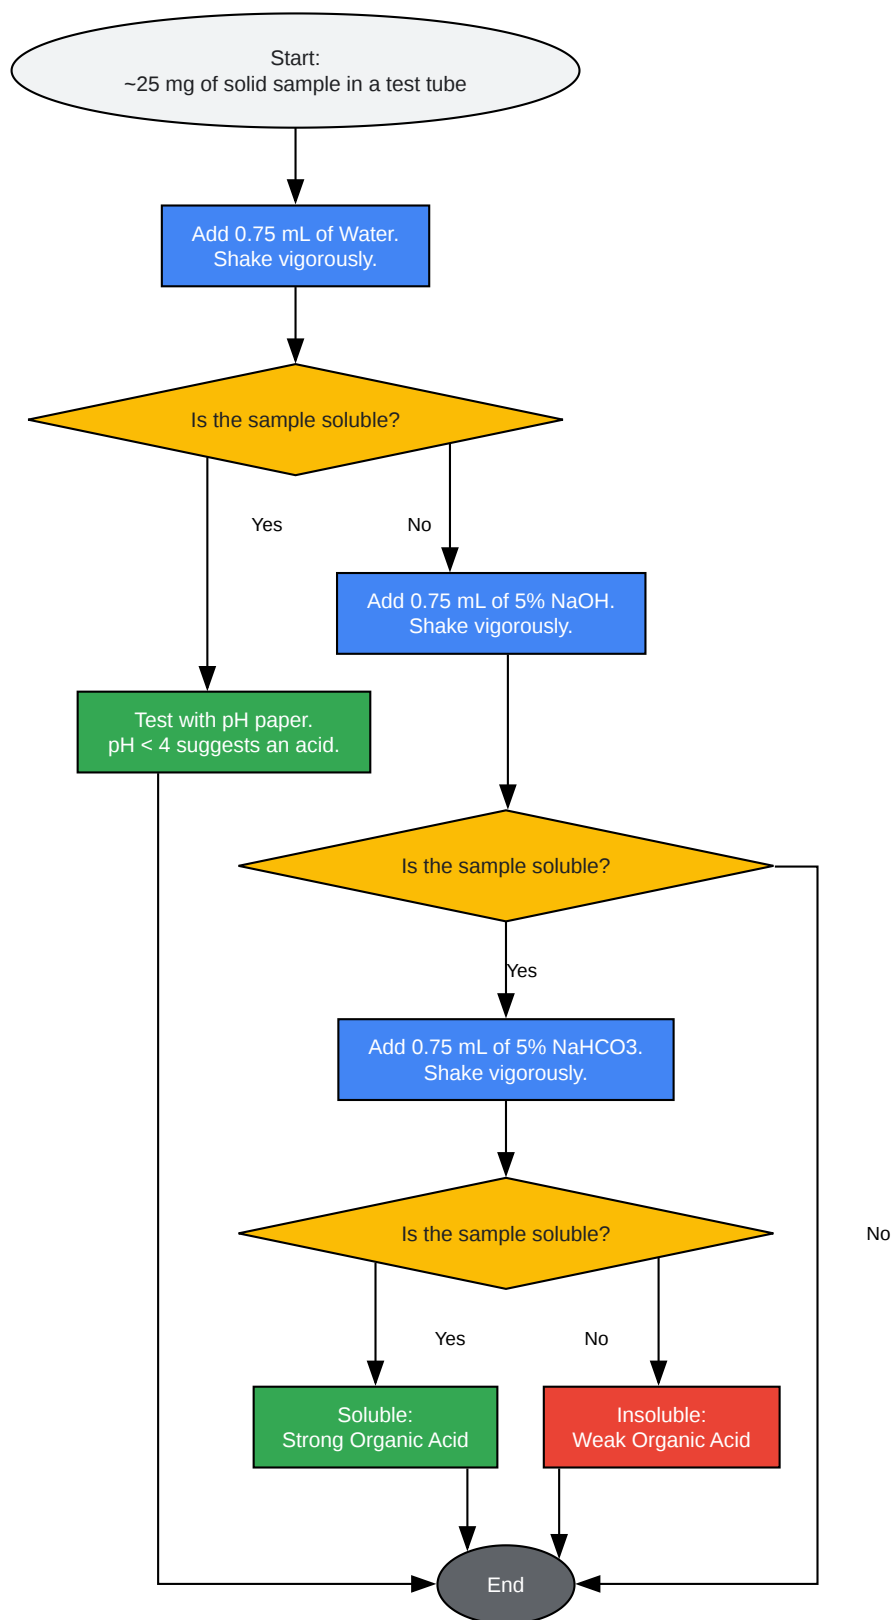 Start:
~25 mg of solid sample in a test tube
Add 0.75 mL of Water.
Shake vigorously.
Is the sample soluble?
Yes
No
Add 0.75 mL of 5% NaOH.
Shake vigorously.
Test with pH paper.
pH < 4 suggests an acid.
Is the sample soluble?
Yes
Add 0.75 mL of 5% NaHCO3.
Shake vigorously.
Is the sample soluble?
No
Yes
No
Soluble:
Strong Organic Acid
Insoluble:
Weak Organic Acid
End